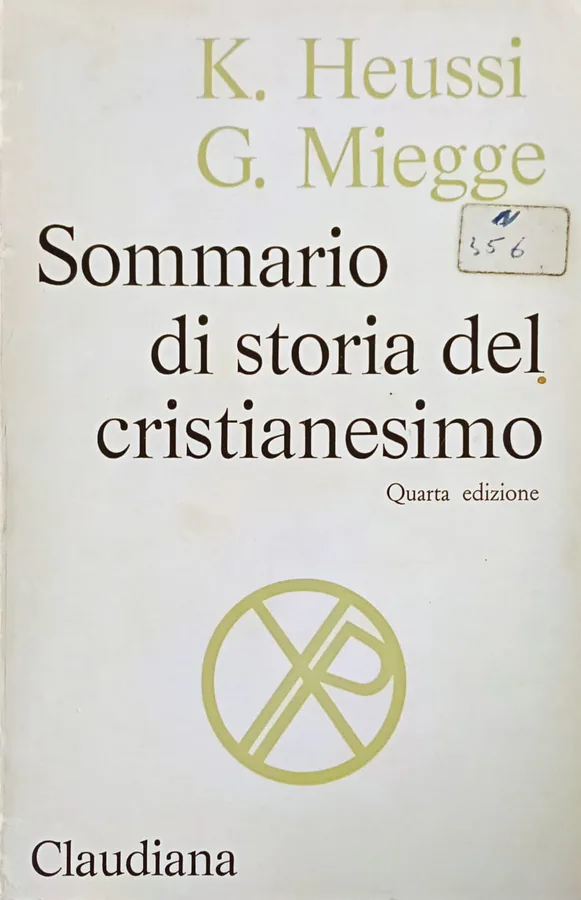 K. Heussi
G. Miegge
Sommario
356
di storia del
cristianesimo
Quarta edizione
Claudiana